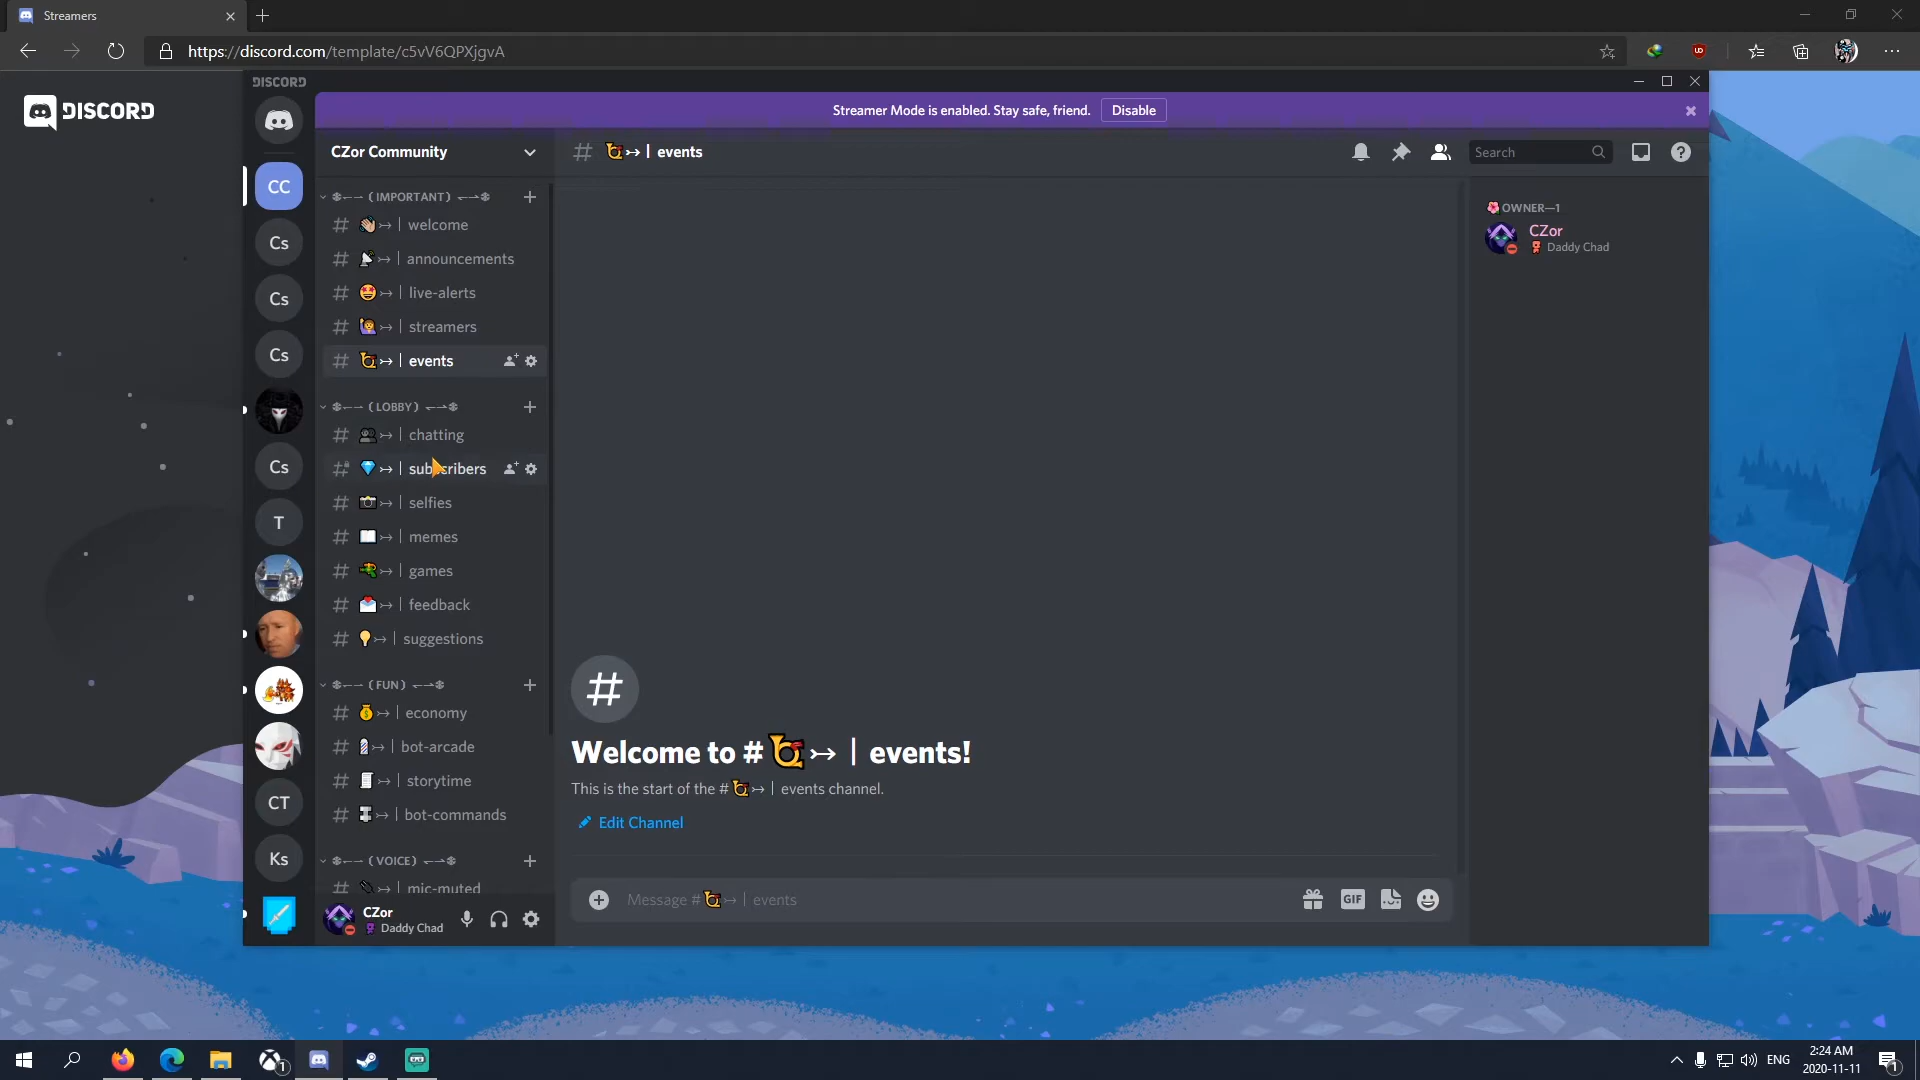 Streamers
https://discord.com/template/c5vV6QPXjgvA
DISCORD
DISCORD
Streamer Mode is enabled. Stay safe, friend. Disable
CZor Community
| events
Search
CC
Cs
Cs
Cs
Cs
T
CT
Ks
( IMPORTANT )
| welcome
| announcements
| live-alerts
| streamers
| events
( LOBBY )
| chatting
| subscribers
| selfies
| memes
| games
| feedback
| suggestions
( FUN )
| economy
| bot-arcade
| storytime
| bot-commands
( VOICE )
| mic-muted
CZor
Daddy Chad
Welcome to # | events!
This is the start of the # | events channel.
Edit Channel
Message # | events
GIF
OWNER—1
CZor
Daddy Chad
ENG
2:24 AM
2020-11-11